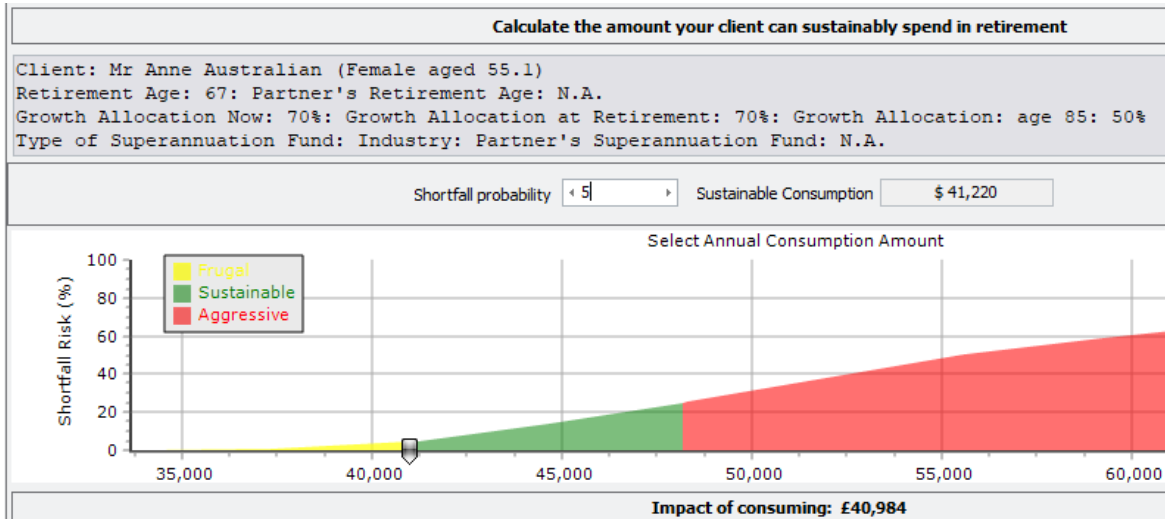 Calculate the amount your client can sustainably spend in retirement
Client: Mr Anne Australian (Female aged 55.1)
Retirement Age: 67: Partner's Retirement Age: N.A.
Growth Allocation Now: 70%: Growth Allocation at Retirement: 70%: Growth Allocation: age 85: 50%
Type of Superannuation Fund: Industry: Partner's Superannuation Fund: N.A.
Shortfall probability 5 Sustainable Consumption $ 41,220
Select Annual Consumption Amount
Shortfall Risk (%)
100
80
60
40
20
0
Frugal
Sustainable
Aggressive
35,000 40,000 45,000 50,000 55,000 60,000
Impact of consuming: £40,984